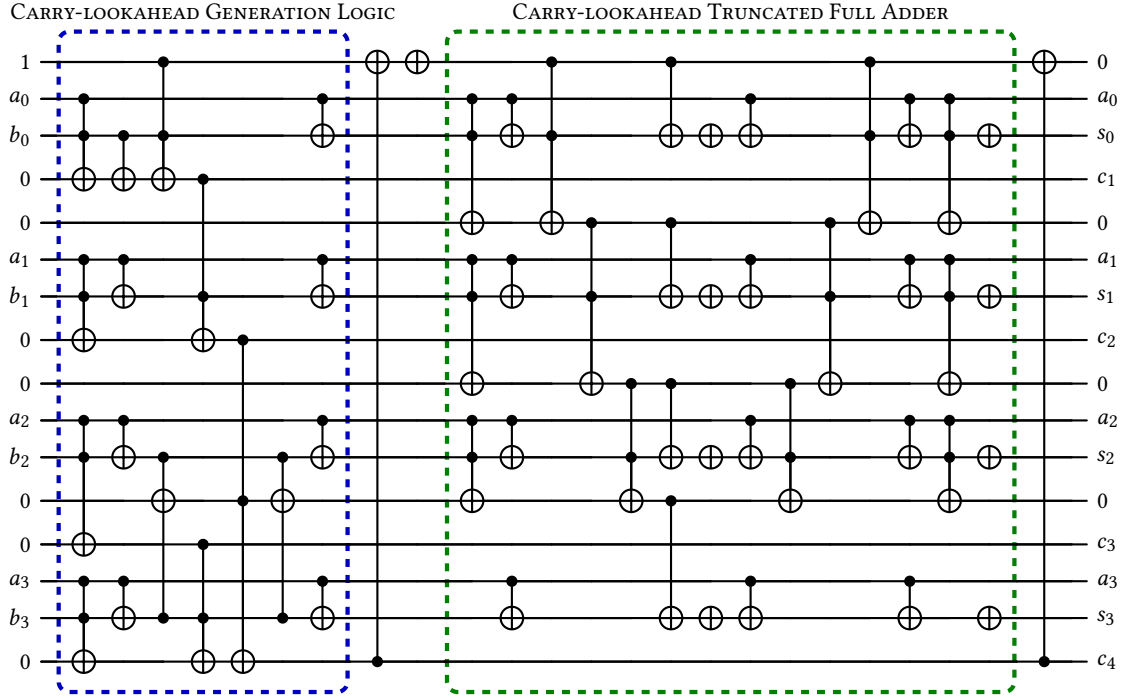 Carry-lookahead Generation Logic Carry-lookahead Truncated Full Adder
1 0
a₀ a₀
b₀ s₀
0 c₁
0 0
a₁ a₁
b₁ s₁
0 c₂
0 0
a₂ a₂
b₂ s₂
0 0
0 c₃
a₃ a₃
b₃ s₃
0 c₄